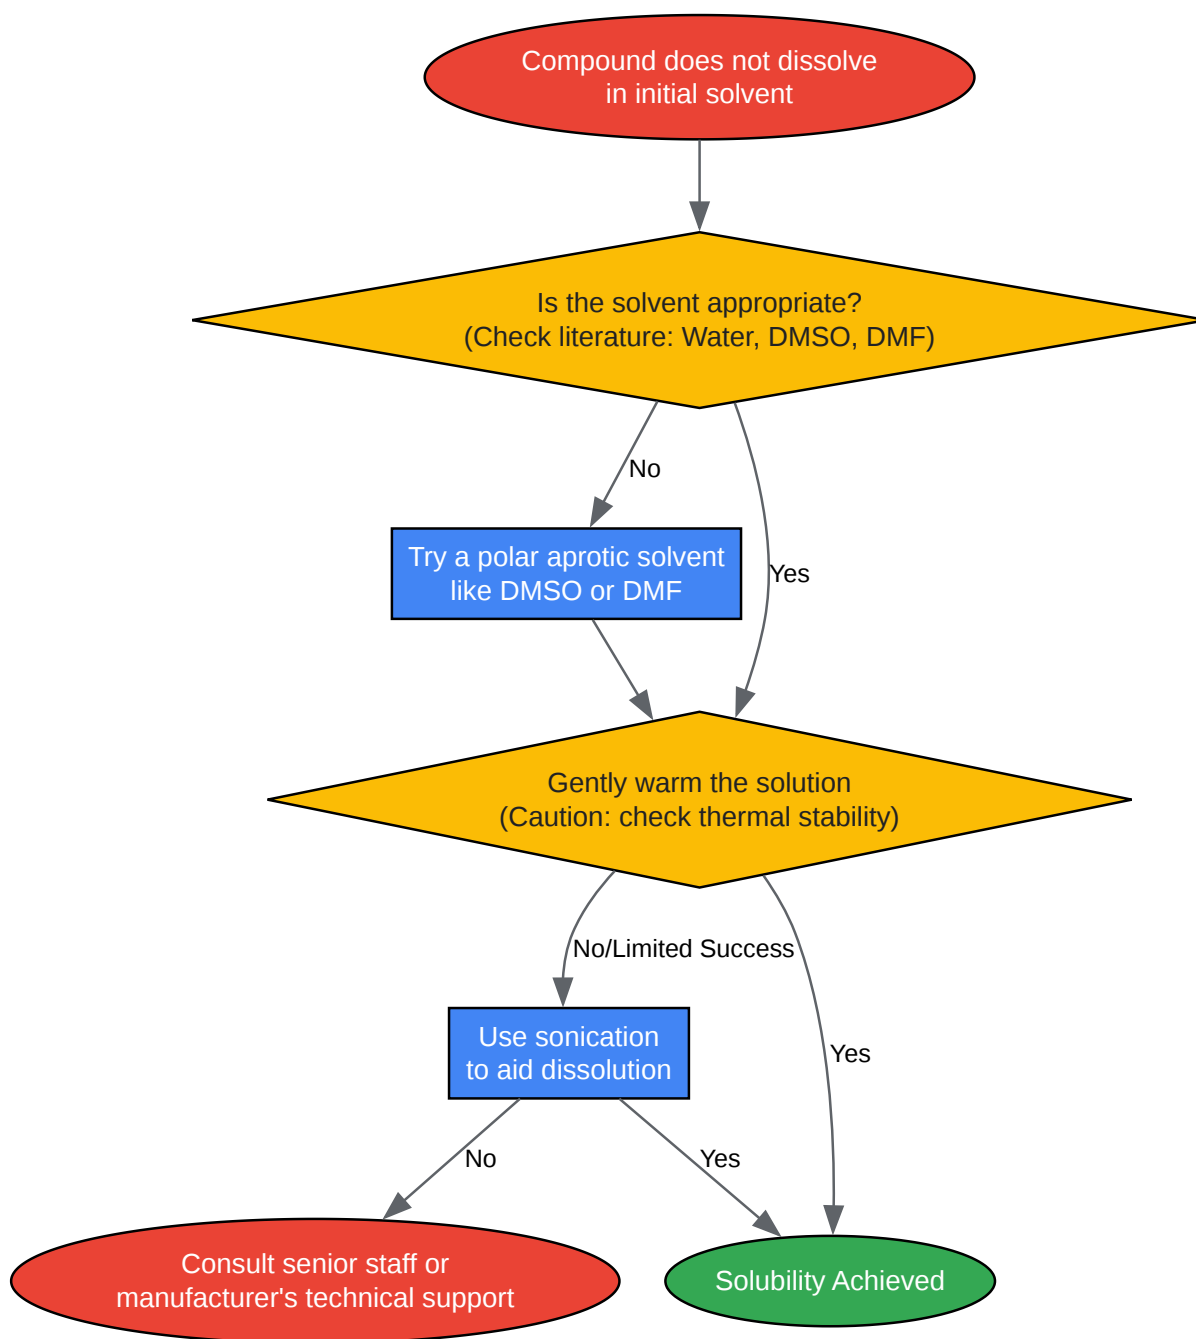 Compound does not dissolve
in initial solvent
Is the solvent appropriate?
(Check literature: Water, DMSO, DMF)
No
Try a polar aprotic solvent
like DMSO or DMF
Yes
Gently warm the solution
(Caution: check thermal stability)
No/Limited Success
Use sonication
to aid dissolution
Yes
No
Yes
Consult senior staff or
manufacturer's technical support
Solubility Achieved